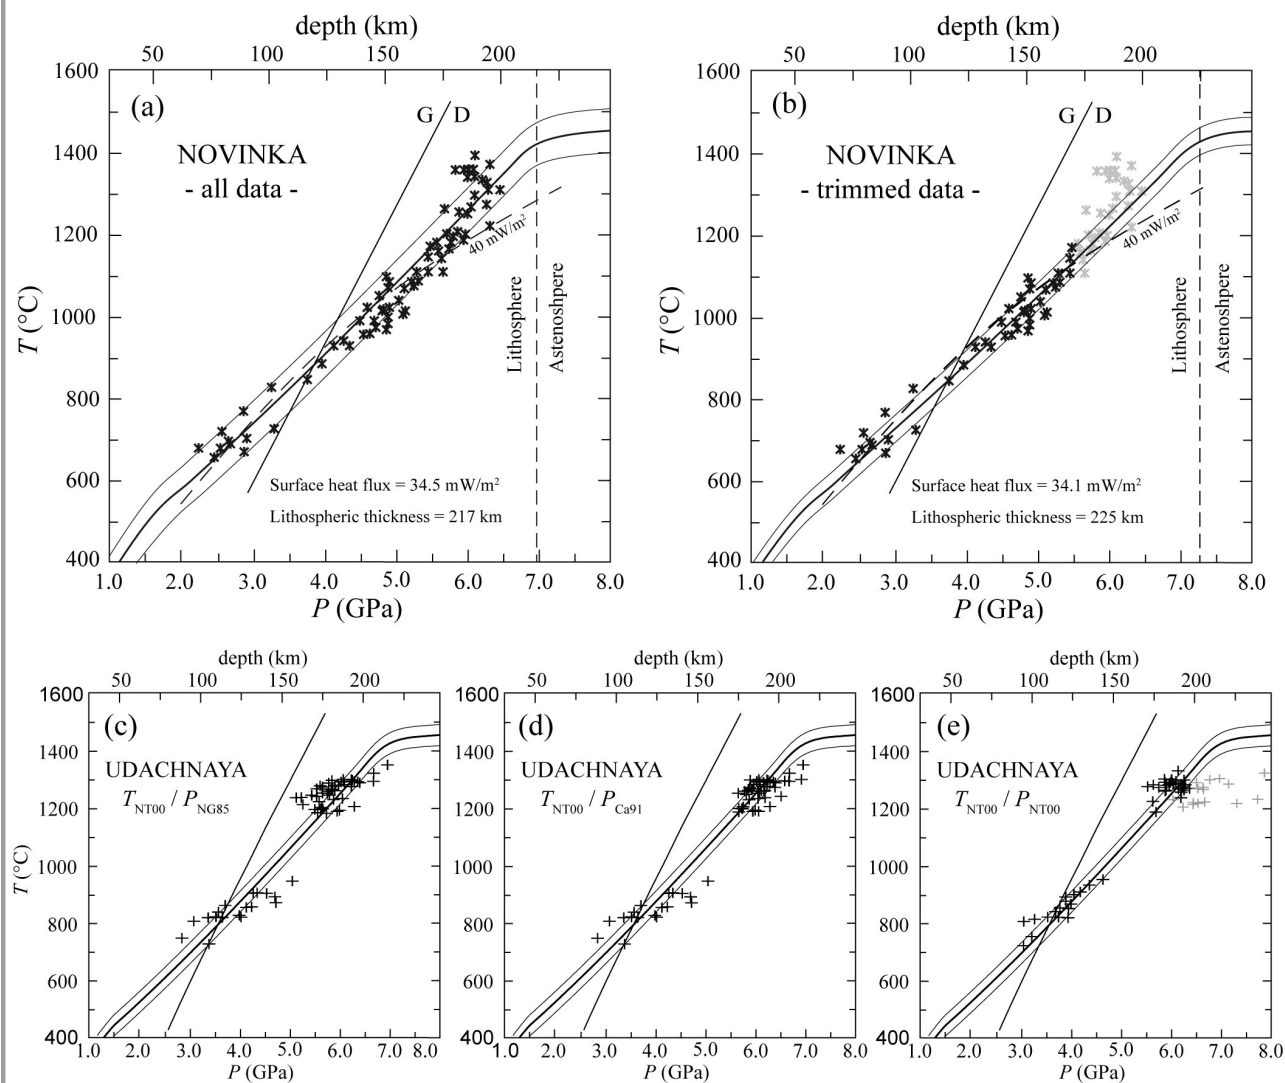 depth (km)
50 100 150 200
1600
(a)
G D
NOVINKA
- all data -
1400
1200
40 mW/m²
1000
T (°C)
Lithosphere
Astenoshpere
800
600
Surface heat flux = 34.5 mW/m²
Lithospheric thickness = 217 km
400
1.0 2.0 3.0 4.0 5.0 6.0 7.0 8.0
P (GPa)
depth (km)
50 100 150 200
1600
(b)
G D
NOVINKA
- trimmed data -
1400
1200
40 mW/m²
1000
T (°C)
Lithosphere
Astenoshpere
800
600
Surface heat flux = 34.1 mW/m²
Lithospheric thickness = 225 km
400
1.0 2.0 3.0 4.0 5.0 6.0 7.0 8.0
P (GPa)
depth (km)
50 100 150 200
1600
(c)
1400
UDACHNAYA
TNT00 / PNG85
1200
1000
T (°C)
800
600
400
1.0 2.0 3.0 4.0 5.0 6.0 7.0 8.0
P (GPa)
depth (km)
50 100 150 200
1600
(d)
1400
UDACHNAYA
TNT00 / PCa91
1200
1000
800
600
400
1.0 2.0 3.0 4.0 5.0 6.0 7.0 8.0
P (GPa)
depth (km)
50 100 150 200
1600
(e)
1400
UDACHNAYA
TNT00 / PNT00
1200
1000
800
600
400
1.0 2.0 3.0 4.0 5.0 6.0 7.0 8.0
P (GPa)